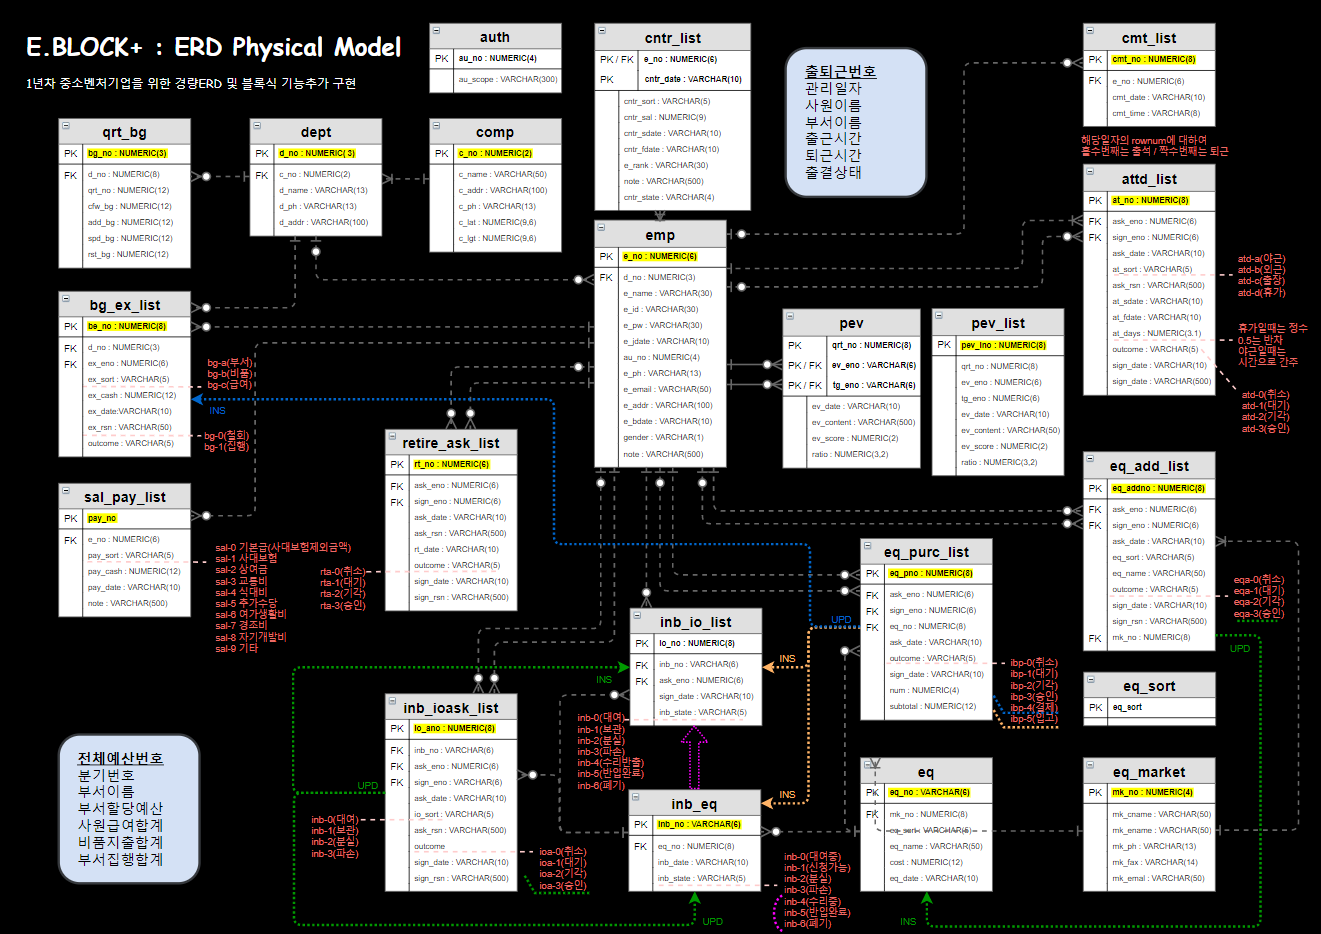 E.BLOCK+ : ERD Physical Model
1년차 중소벤처기업을 위한 경량ERD 및 블록식 기능추가 구현
auth
PK au_no : NUMERIC(4)
au_scope : VARCHAR(300)
cntr_list
PK / FK e_no : NUMERIC(6)
PK cntr_date : VARCHAR(10)
cntr_sort : VARCHAR(5)
cntr_sal : NUMERIC(9)
cntr_sdate : VARCHAR(10)
cntr_fdate : VARCHAR(10)
e_rank : VARCHAR(30)
note : VARCHAR(500)
cntr_state : VARCHAR(4)
출퇴근번호
관리일자
사원이름
부서이름
출근시간
퇴근시간
출결상태
cmt_list
PK cmt_no : NUMERIC(8)
FK e_no : NUMERIC(6)
cmt_date : VARCHAR(10)
cmt_time : VARCHAR(8)
해당일자의 rownum에 대하여
홀수번째는 출석 / 짝수번째는 퇴근
qrt_bg
PK bg_no : NUMERIC(3)
FK d_no : NUMERIC(6)
qrt_no : NUMERIC(12)
cfw_bg : NUMERIC(12)
add_bg : NUMERIC(12)
spd_bg : NUMERIC(12)
rst_bg : NUMERIC(12)
dept
PK d_no : NUMERIC( 3)
FK c_no : NUMERIC(2)
d_name : VARCHAR(13)
d_ph : VARCHAR(13)
d_addr : VARCHAR(100)
comp
PK c_no : NUMERIC(2)
c_name : VARCHAR(50)
c_addr : VARCHAR(100)
c_ph : VARCHAR(13)
c_lat : NUMERIC(9,6)
c_lgt : NUMERIC(9,6)
attd_list
PK at_no : NUMERIC(8)
FK ask_eno : NUMERIC(6)
FK sign_eno : NUMERIC(6)
ask_date : VARCHAR(10)
at_sort : VARCHAR(5)
ask_rsn : VARCHAR(500)
at_sdate : VARCHAR(10)
at_fdate : VARCHAR(10)
at_days : NUMERIC(3.1)
outcome : VARCHAR(5)
sign_date : VARCHAR(10)
sign_date : VARCHAR(500)
atd-a(야근)
atd-b(외근)
atd-c(출장)
atd-d(휴가)
휴가일때는 정수
0.5는 반차
야근일때는
시간으로 간주
atd-0(취소)
atd-1(대기)
atd-2(기각)
atd-3(승인)
emp
PK e_no : NUMERIC(6)
FK d_no : NUMERIC(3)
e_name : VARCHAR(30)
e_id : VARCHAR(30)
e_pw : VARCHAR(30)
e_jdate : VARCHAR(10)
au_no : NUMERIC(4)
e_ph : VARCHAR(13)
e_email : VARCHAR(50)
e_addr : VARCHAR(100)
e_bdate : VARCHAR(10)
gender : VARCHAR(1)
note : VARCHAR(500)
bg_ex_list
PK be_no : NUMERIC(8)
FK d_no : NUMERIC(3)
FK ex_eno : NUMERIC(6)
ex_sort : VARCHAR(5)
ex_cash : NUMERIC(12)
ex_date:VARCHAR(10)
ex_rsn : VARCHAR(50)
outcome : VARCHAR(5)
bg-a(부서)
bg-b(비품)
bg-c(급여)
INS
bg-0(철회)
bg-1(집행)
pev
PK qrt_no : NUMERIC(8)
PK / FK ev_eno : VARCHAR(6)
PK / FK tg_eno : VARCHAR(6)
ev_date : VARCHAR(10)
ev_content : VARCHAR(500)
ev_score : NUMERIC(2)
ratio : NUMERIC(3,2)
pev_list
PK pev_lno : NUMERIC(8)
qrt_no : NUMERIC(8)
ev_eno : NUMERIC(6)
tg_eno : NUMERIC(6)
ev_date : VARCHAR(10)
ev_content : VARCHAR(50)
ev_score : NUMERIC(2)
ratio : NUMERIC(3,2)
retire_ask_list
PK rt_no : NUMERIC(6)
FK ask_eno : NUMERIC(6)
FK sign_eno : NUMERIC(6)
ask_date : VARCHAR(10)
ask_rsn : VARCHAR(500)
rt_date : VARCHAR(10)
outcome : VARCHAR(5)
sign_date : VARCHAR(10)
sign_rsn : VARCHAR(500)
rta-0(취소)
rta-1(대기)
rta-2(기각)
rta-3(승인)
sal_pay_list
PK pay_no
FK e_no : NUMERIC(6)
pay_sort : VARCHAR(5)
pay_cash : NUMERIC(12)
pay_date : VARCHAR(10)
note : VARCHAR(500)
sal-0 기본급(사대보험제외금액)
sal-1 사대보험
sal-2 상여금
sal-3 교통비
sal-4 식대비
sal-5 추가수당
sal-6 여가생활비
sal-7 경조비
sal-8 자기개발비
sal-9 기타
eq_add_list
PK eq_addno : NUMERIC(8)
FK ask_eno : NUMERIC(6)
FK sign_eno : NUMERIC(6)
ask_date : VARCHAR(10)
eq_sort : VARCHAR(5)
eq_name : VARCHAR(50)
outcome : VARCHAR(5)
sign_date : VARCHAR(10)
sign_rsn : VARCHAR(500)
FK mk_no : NUMERIC(8)
eqa-0(취소)
eqa-1(대기)
eqa-2(기각)
eqa-3(승인)
UPD
eq_purc_list
PK eq_pno : NUMERIC(8)
FK ask_eno : NUMERIC(6)
FK sign_eno : NUMERIC(6)
FK eq_no : NUMERIC(8)
ask_date : VARCHAR(10)
outcome : VARCHAR(5)
sign_date : VARCHAR(10)
num : NUMERIC(4)
subtotal : NUMERIC(12)
UPD
ibp-0(취소)
ibp-1(대기)
ibp-2(기각)
ibp-3(승인)
ibp-4(결제)
ibp-5(입고)
inb_io_list
PK io_no : NUMERIC(8)
FK inb_no : VARCHAR(6)
FK ask_eno : NUMERIC(6)
sign_date : VARCHAR(10)
inb_state : VARCHAR(5)
INS
INS
inb-0(대여)
inb-1(보관)
inb-2(분실)
inb-3(파손)
inb-4(수리반출)
inb-5(반입완료)
inb-6(폐기)
eq_sort
PK eq_sort
inb_ioask_list
PK io_ano : NUMERIC(8)
FK inb_no : VARCHAR(6)
FK ask_eno : NUMERIC(6)
FK sign_eno : VARCHAR(6)
ask_date : VARCHAR(10)
io_sort : VARCHAR(5)
ask_rsn : VARCHAR(500)
outcome
sign_date : VARCHAR(10)
sign_rsn : VARCHAR(500)
UPD
inb-0(대여)
inb-1(보관)
inb-2(분실)
inb-3(파손)
ioa-0(취소)
ioa-1(대기)
ioa-2(기각)
ioa-3(승인)
전체예산번호
분기번호
부서이름
부서할당예산
사원급여합계
비품지출합계
부서집행합계
inb_eq
PK inb_no : VARCHAR(6)
FK eq_no : NUMERIC(8)
inb_date : VARCHAR(10)
inb_state : VARCHAR(5)
INS
UPD
inb-0(대여중)
inb-1(신청가능)
inb-2(분실)
inb-3(파손)
inb-4(수리중)
inb-5(반입완료)
inb-6(폐기)
eq
PK eq_no : VARCHAR(6)
FK mk_no : NUMERIC(8)
eq_sort : VARCHAR(5)
eq_name : VARCHAR(50)
cost : NUMERIC(12)
eq_date : VARCHAR(10)
INS
eq_market
PK mk_no : NUMERIC(4)
mk_cname : VARCHAR(50)
mk_ename : VARCHAR(50)
mk_ph : VARCHAR(13)
mk_fax : VARCHAR(14)
mk_emal : VARCHAR(50)